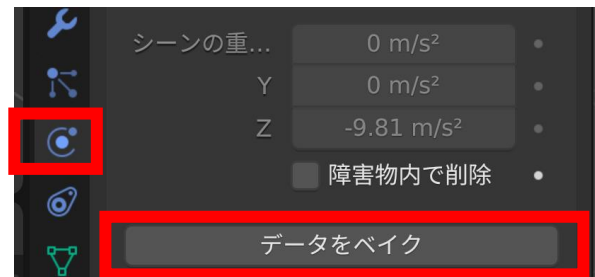 シーンの重... 0 m/s²
Y 0 m/s²
Z -9.81 m/s²
障害物内で削除
データをベイク